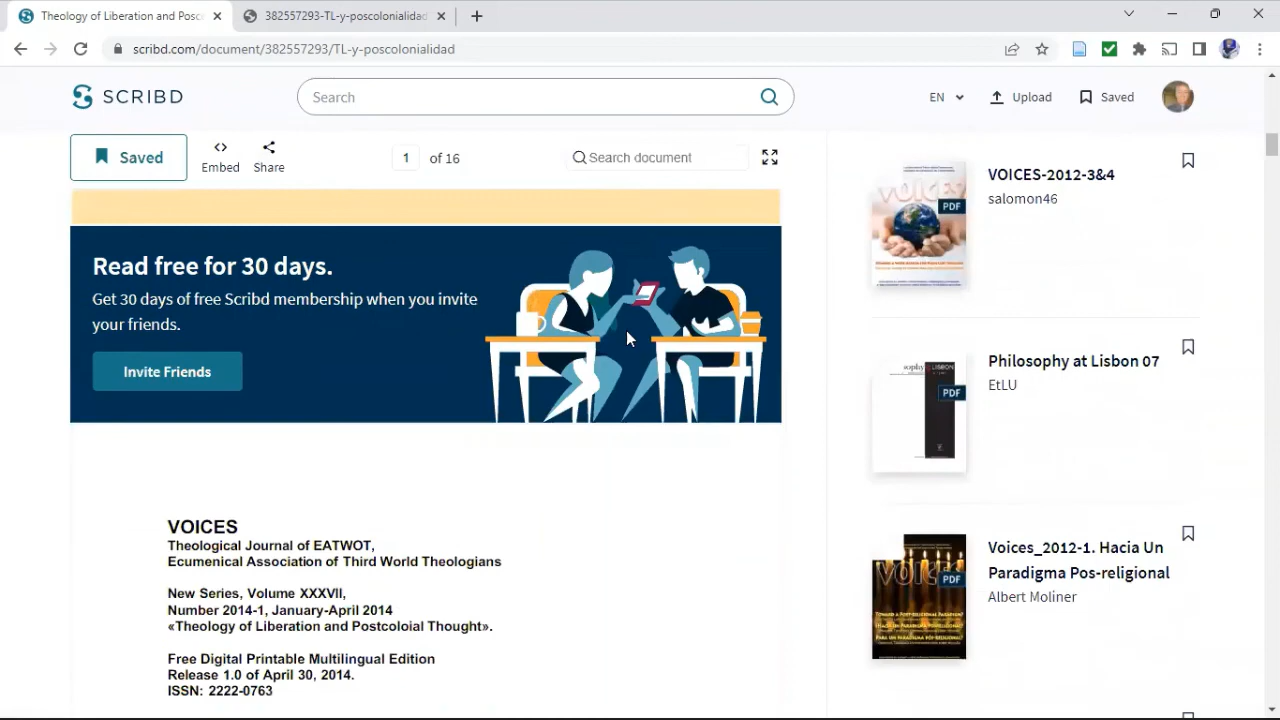 Theology of Liberation and Posc
382557293-TL-y-poscolonialidad
scribd.com/document/382557293/TL-y-poscolonialidad
SCRIBD
Search
EN
Upload
Saved
Saved
Embed
Share
1 of 16
Search document
Read free for 30 days.
Get 30 days of free Scribd membership when you invite
your friends.
Invite Friends
VOICES
Theological Journal of EATWOT,
Ecumenical Association of Third World Theologians
New Series, Volume XXXVII,
Number 2014-1, January-April 2014
«Theology of Liberation and Postcoloial Thought».
Free Digital Printable Multilingual Edition
Release 1.0 of April 30, 2014.
ISSN: 2222-0763
VOICES
PDF
VOICES-2012-3&4
salomon46
PDF
Philosophy at Lisbon 07
EtLU
PDF
Voices_2012-1. Hacia Un
Paradigma Pos-religional
Albert Moliner